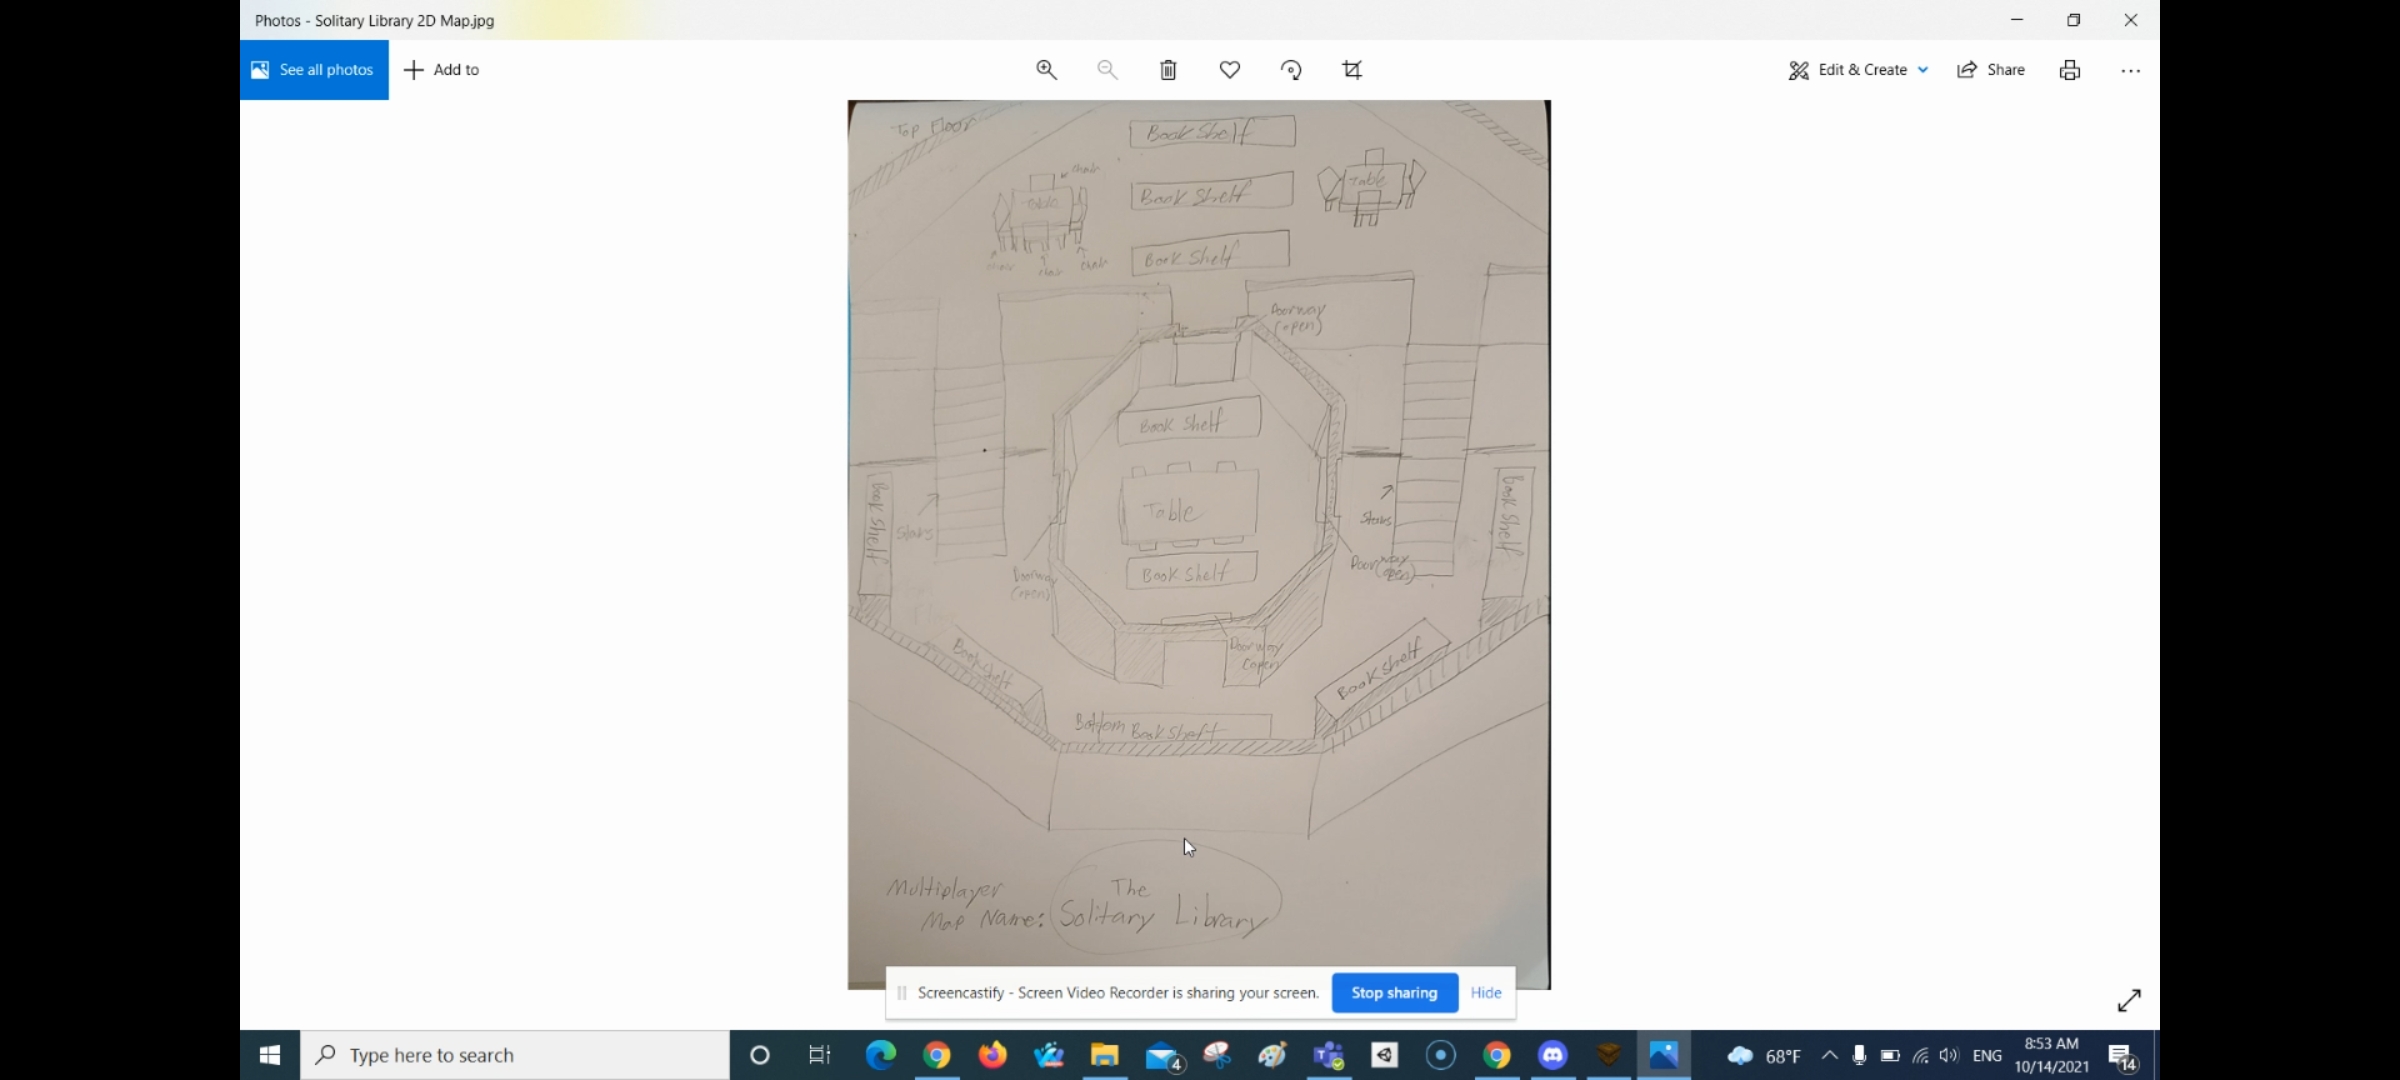 Photos - Solitary Library 2D Map.jpg
See all photos
Add to
Edit & Create
Share
Top Floor
Book Shelf
chair
Table
Book Shelf
Table
Book Shelf
chair
chair
chair
Doorway
(open)
Book Shelf
Book Shelf
Stairs
Table
Stairs
Book Shelf
Doorway
(open)
Book Shelf
Doorway
(open)
Doorway
(open
Book shelf
Book shelf
Bottom Book Shelf
Multiplayer
Map Name:
The
Solitary Library
Screencastify - Screen Video Recorder is sharing your screen.
Stop sharing
Hide
Type here to search
4
68°F
ENG
8:53 AM
10/14/2021
14